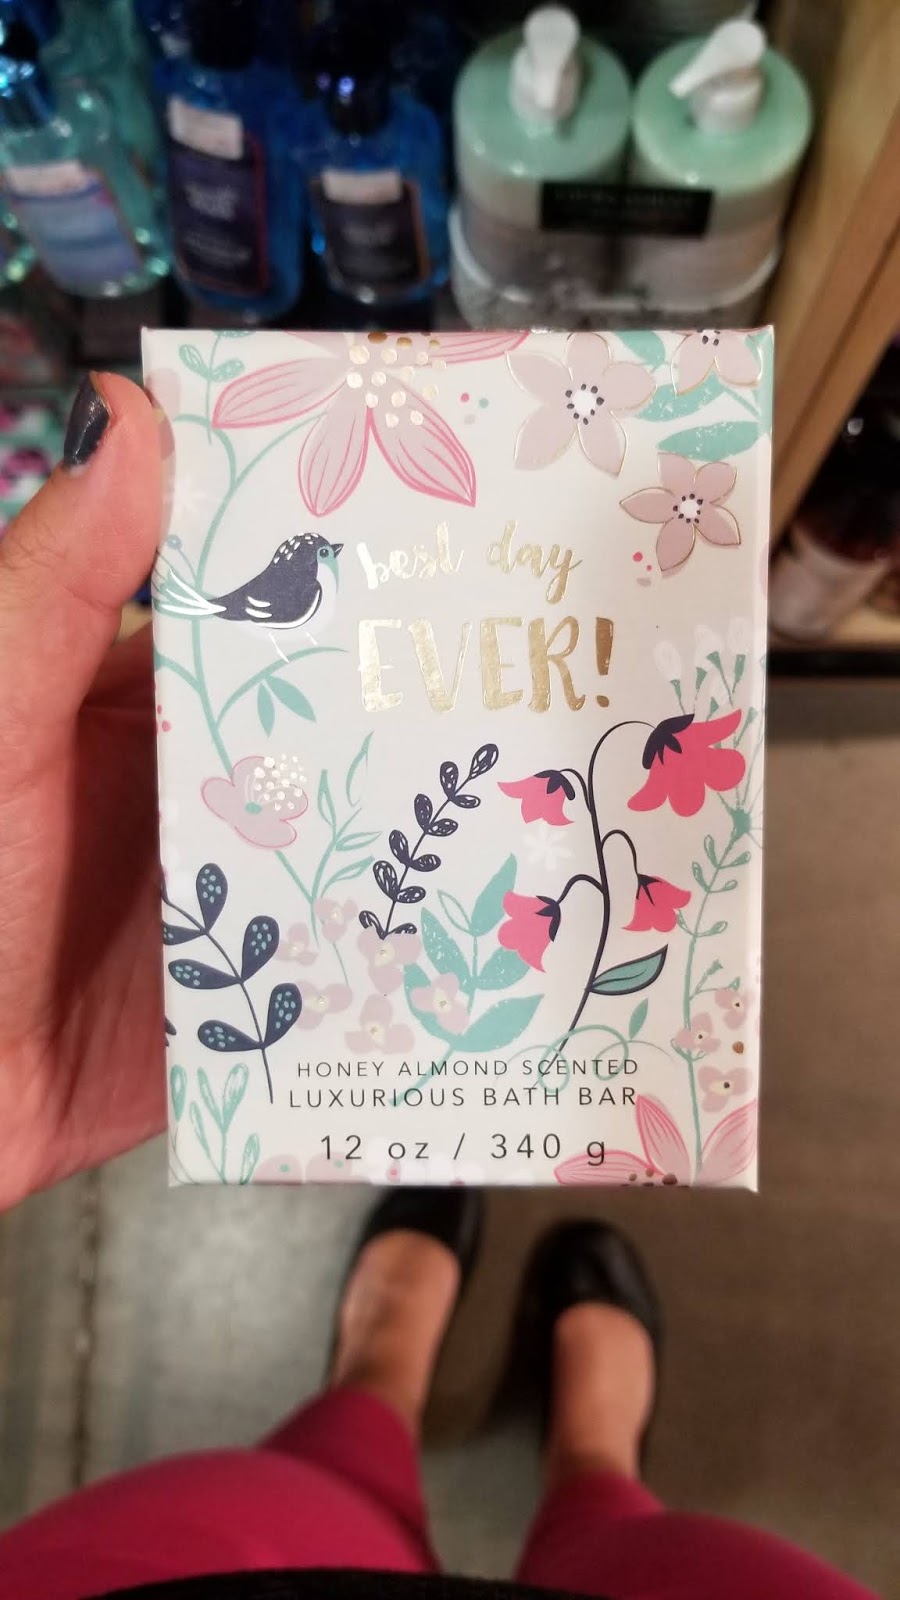 best day
EVER!
HONEY ALMOND SCENTED
LUXURIOUS BATH BAR
12 oz / 340 g